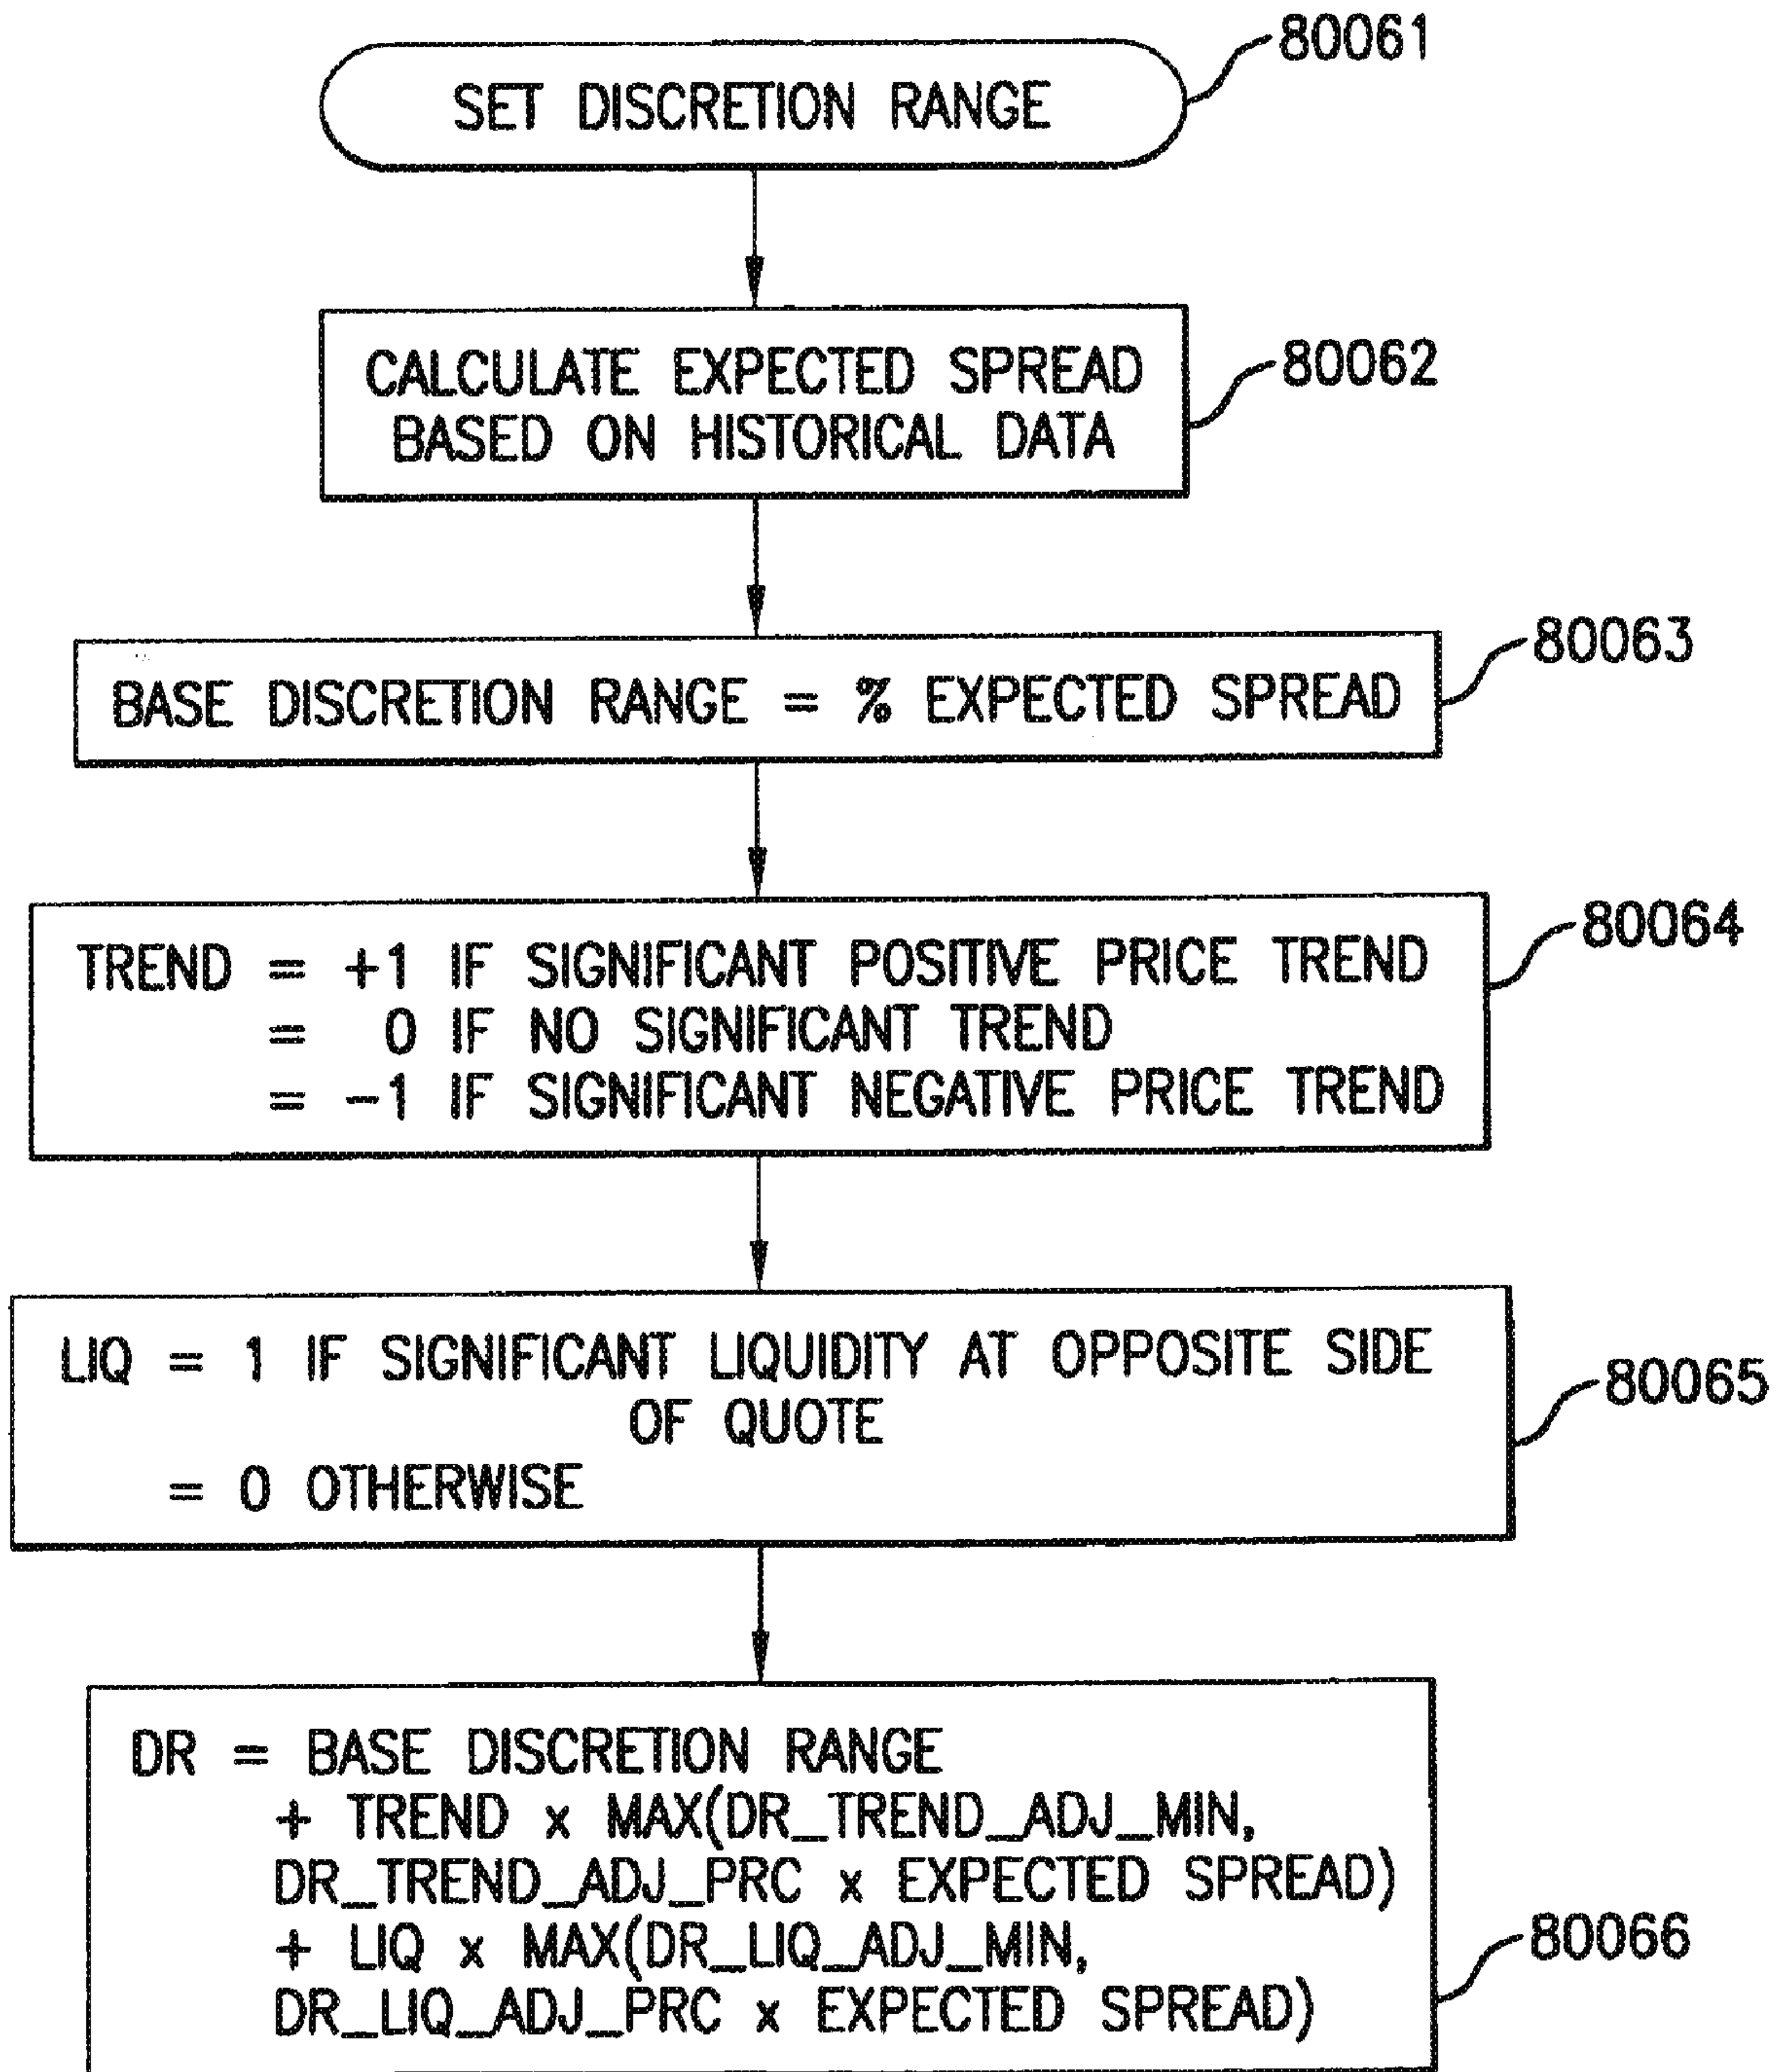 SET DISCRETION RANGE
80061
CALCULATE EXPECTED SPREAD
BASED ON HISTORICAL DATA
80062
BASE DISCRETION RANGE = % EXPECTED SPREAD
80063
TREND = +1 IF SIGNIFICANT POSITIVE PRICE TREND
= 0 IF NO SIGNIFICANT TREND
= -1 IF SIGNIFICANT NEGATIVE PRICE TREND
80064
LIQ = 1 IF SIGNIFICANT LIQUIDITY AT OPPOSITE SIDE
OF QUOTE
= 0 OTHERWISE
80065
DR = BASE DISCRETION RANGE
+ TREND x MAX(DR_TREND_ADJ_MIN,
DR_TREND_ADJ_PRC x EXPECTED SPREAD)
+ LIQ x MAX(DR_LIQ_ADJ_MIN,
DR_LIQ_ADJ_PRC x EXPECTED SPREAD)
80066